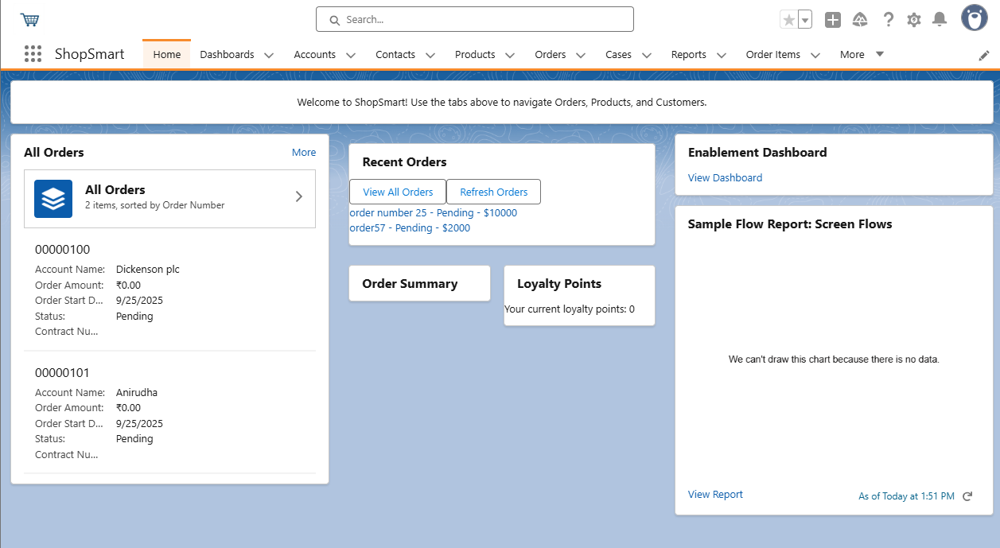 Search...
ShopSmart
Home
Dashboards
Accounts
Contacts
Products
Orders
Cases
Reports
Order Items
More
Welcome to ShopSmart! Use the tabs above to navigate Orders, Products, and Customers.
All Orders
More
All Orders
2 items, sorted by Order Number
00000100
Account Name: Dickenson plc
Order Amount: ₹0.00
Order Start D... 9/25/2025
Status: Pending
Contract Nu...
00000101
Account Name: Anirudha
Order Amount: ₹0.00
Order Start D... 9/25/2025
Status: Pending
Contract Nu...
Recent Orders
View All Orders
Refresh Orders
order number 25 - Pending - $10000
order57 - Pending - $2000
Order Summary
Loyalty Points
Your current loyalty points: 0
Enablement Dashboard
View Dashboard
Sample Flow Report: Screen Flows
We can't draw this chart because there is no data.
View Report
As of Today at 1:51 PM